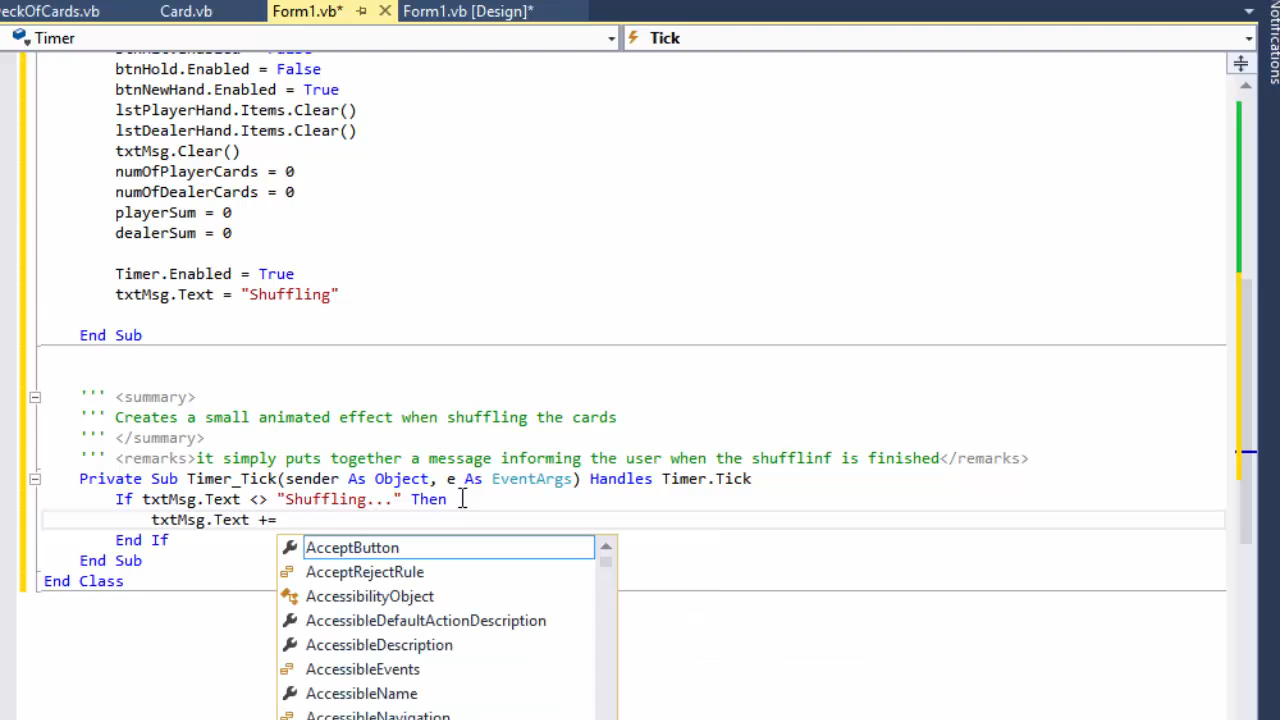 eckOfCards.vb Card.vb Form1.vb* Form1.vb [Design]*
Timer Tick
btnHold.Enabled = False
btnNewHand.Enabled = True
lstPlayerHand.Items.Clear()
lstDealerHand.Items.Clear()
txtMsg.Clear()
numOfPlayerCards = 0
numOfDealerCards = 0
playerSum = 0
dealerSum = 0
Timer.Enabled = True
txtMsg.Text = "Shuffling"
End Sub
''' <summary>
''' Creates a small animated effect when shuffling the cards
''' </summary>
''' <remarks>it simply puts together a message informing the user when the shufflinf is finished</remarks>
Private Sub Timer_Tick(sender As Object, e As EventArgs) Handles Timer.Tick
If txtMsg.Text <> "Shuffling..." Then
txtMsg.Text +=
End If
End Sub
End Class
AcceptButton
AcceptRejectRule
AccessibilityObject
AccessibleDefaultActionDescription
AccessibleDescription
AccessibleEvents
AccessibleName
AccessibleNavigation
Notifications